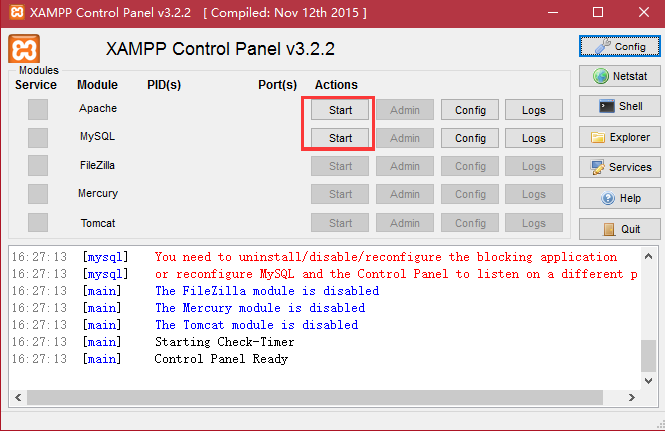 XAMPP Control Panel v3.2.2 [ Compiled: Nov 12th 2015 ]
XAMPP Control Panel v3.2.2
Config
Modules
Service Module PID(s) Port(s) Actions
Netstat
Apache Start Admin Config Logs
Shell
MySQL Start Admin Config Logs
Explorer
FileZilla Start Admin Config Logs
Services
Mercury Start Admin Config Logs
Help
Tomcat Start Admin Config Logs
Quit
16:27:13 [mysql] You need to uninstall/disable/reconfigure the blocking application
16:27:13 [mysql] or reconfigure MySQL and the Control Panel to listen on a different p
16:27:13 [main] The FileZilla module is disabled
16:27:13 [main] The Mercury module is disabled
16:27:13 [main] The Tomcat module is disabled
16:27:13 [main] Starting Check-Timer
16:27:13 [main] Control Panel Ready